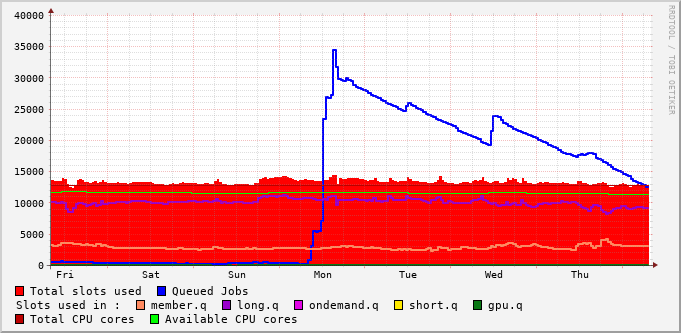 40000
35000
30000
25000
20000
15000
10000
5000
0
Fri Sat Sun Mon Tue Wed Thu
RRDTOOL / TOBI OETIKER
Total slots used Queued Jobs
Slots used in : member.q long.q ondemand.q short.q gpu.q
Total CPU cores Available CPU cores